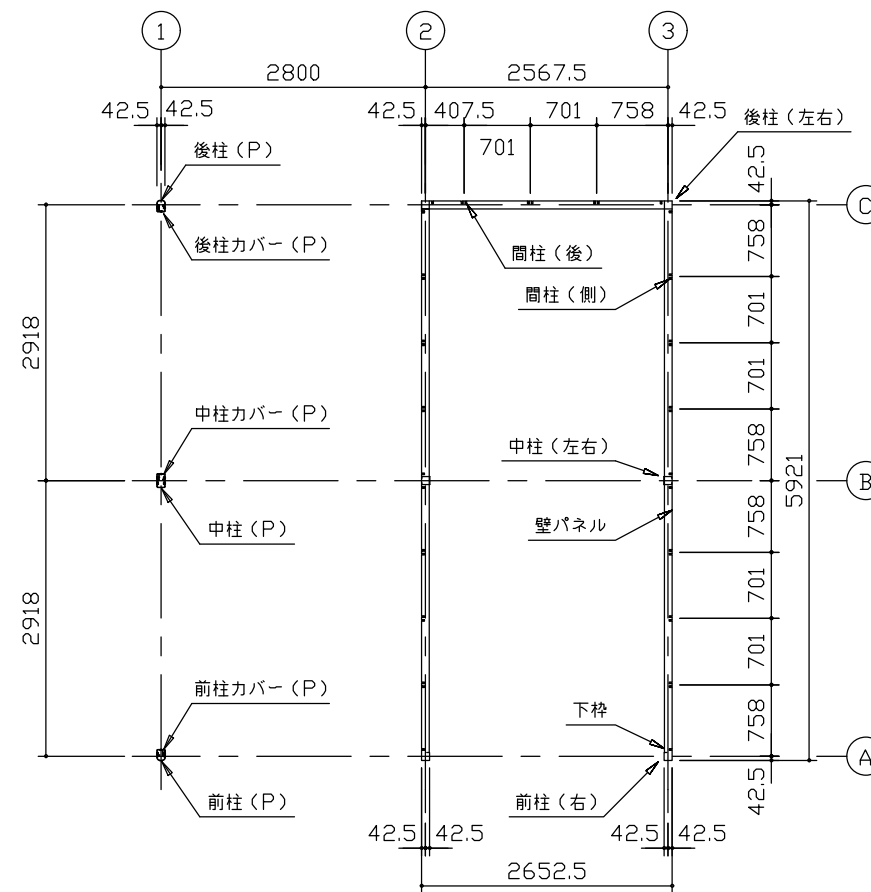 1
2
3
2800
2567.5
42.5
42.5
42.5
407.5
701
758
42.5
701
後柱（左右）
後柱（P）
後柱カバー（P）
間柱（後）
間柱（側）
42.5
C
758
701
701
758
2918
中柱カバー（P）
中柱（左右）
中柱（P）
壁パネル
B
5921
758
701
701
758
42.5
2918
前柱カバー（P）
前柱（P）
下枠
前柱（右）
A
42.5
42.5
42.5
42.5
2652.5